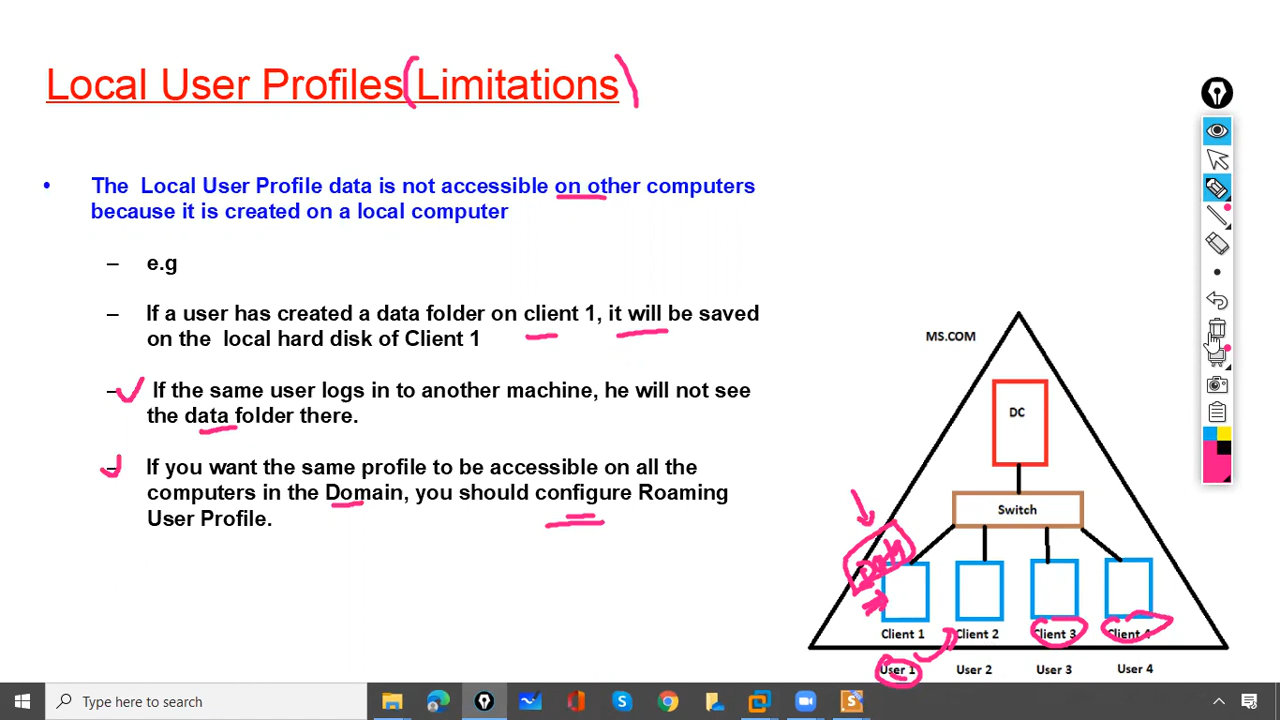 Local User Profiles(Limitations)
• The Local User Profile data is not accessible on other computers
because it is created on a local computer
– e.g
– If a user has created a data folder on client 1, it will be saved
on the local hard disk of Client 1
– If the same user logs in to another machine, he will not see
the data folder there.
– If you want the same profile to be accessible on all the
computers in the Domain, you should configure Roaming
User Profile.
MS.COM
DC
Switch
Data
Client 1 Client 2 Client 3 Client 4
User 1 User 2 User 3 User 4
Type here to search